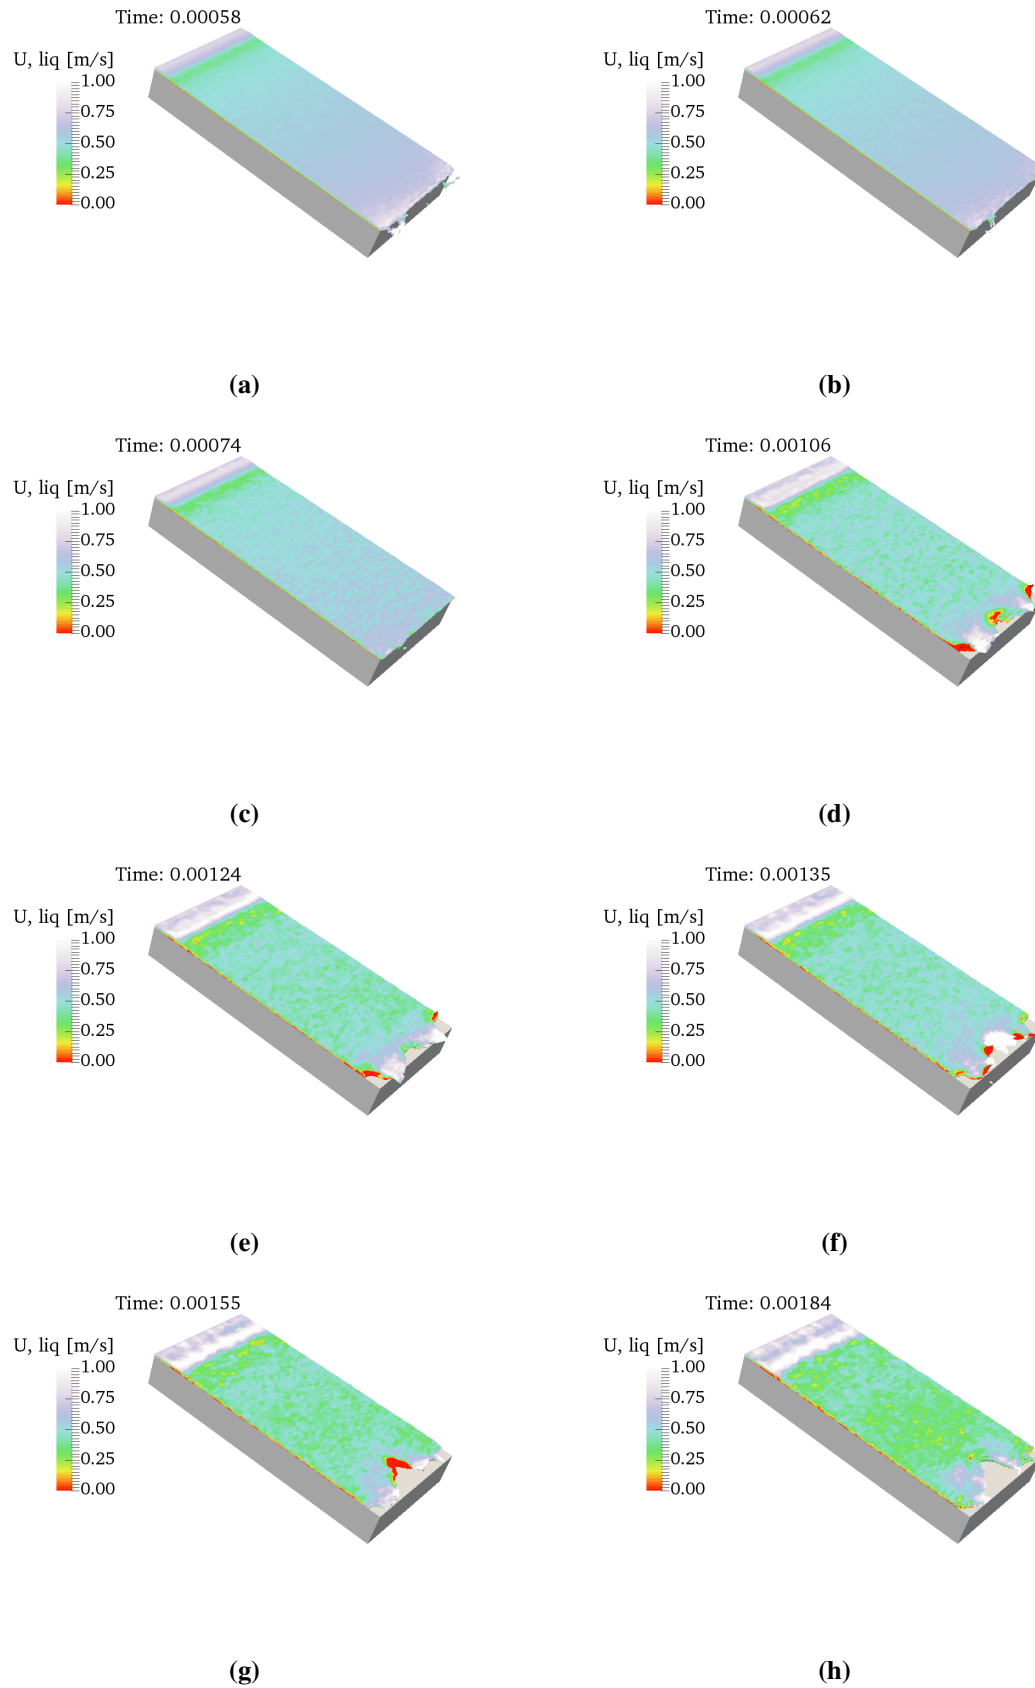 Time: 0.00058
U, liq [m/s]
1.00
0.75
0.50
0.25
0.00
(a)
Time: 0.00062
U, liq [m/s]
1.00
0.75
0.50
0.25
0.00
(b)
Time: 0.00074
U, liq [m/s]
1.00
0.75
0.50
0.25
0.00
(c)
Time: 0.00106
U, liq [m/s]
1.00
0.75
0.50
0.25
0.00
(d)
Time: 0.00124
U, liq [m/s]
1.00
0.75
0.50
0.25
0.00
(e)
Time: 0.00135
U, liq [m/s]
1.00
0.75
0.50
0.25
0.00
(f)
Time: 0.00155
U, liq [m/s]
1.00
0.75
0.50
0.25
0.00
(g)
Time: 0.00184
U, liq [m/s]
1.00
0.75
0.50
0.25
0.00
(h)